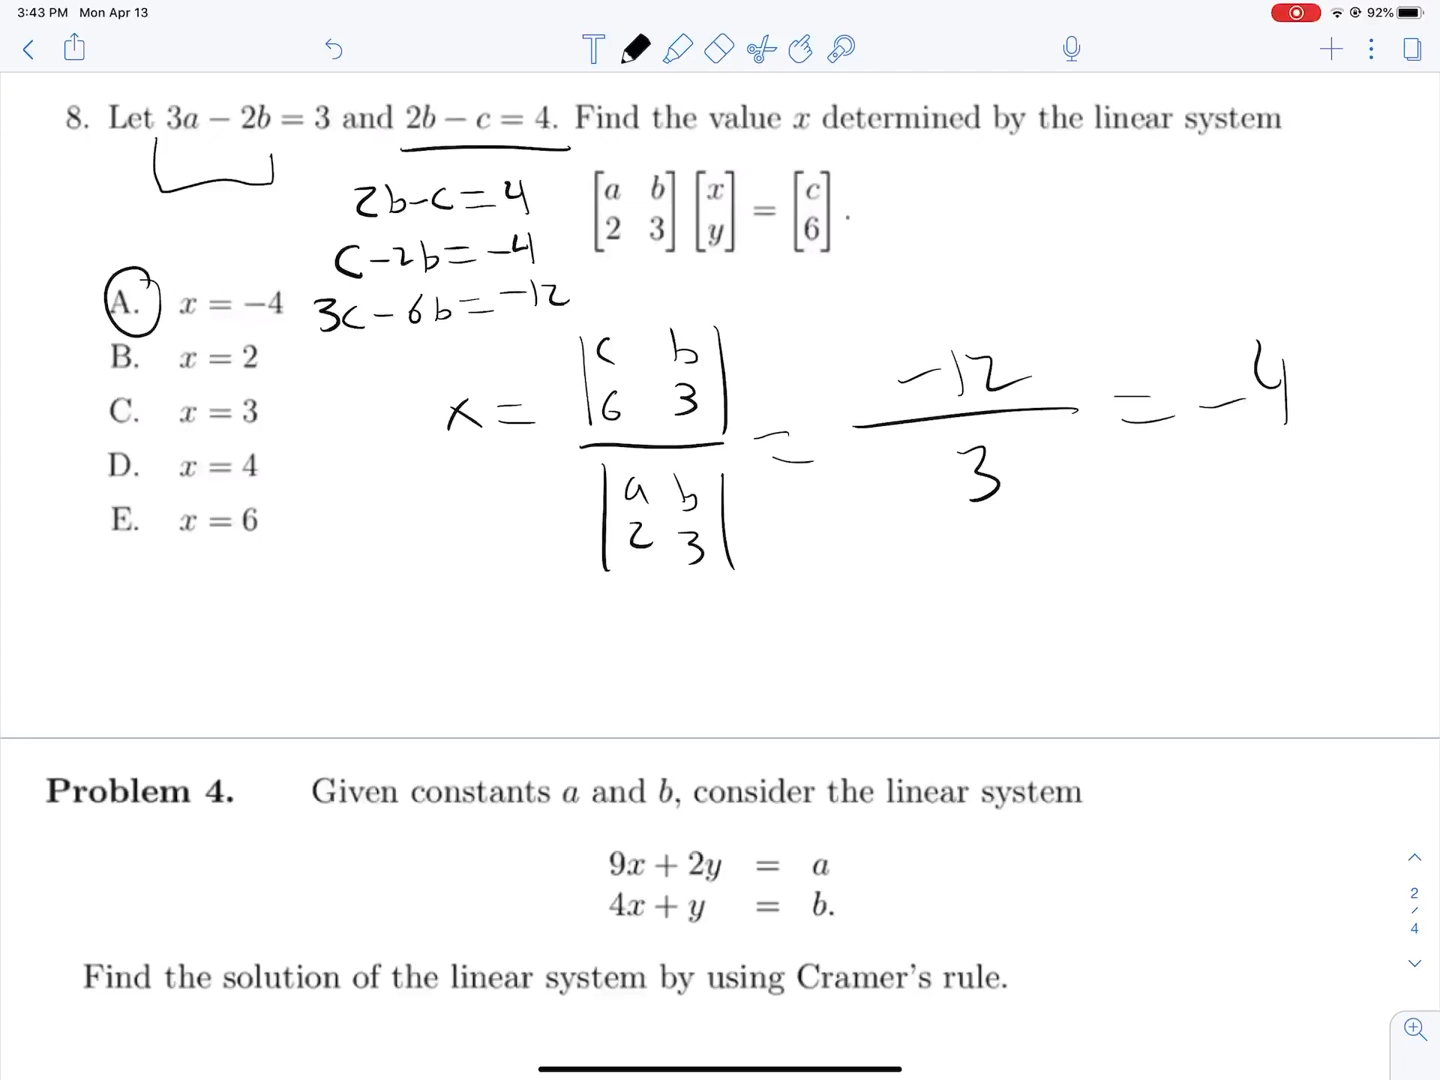 3:43 PM Mon Apr 13
92%
T
8. Let 3a − 2b = 3 and 2b − c = 4. Find the value x determined by the linear system
[a b; 2 3] [x; y] = [c; 6].
2b-c=4
c-2b=-4
3c-6b=-12
A. x = −4
B. x = 2
C. x = 3
D. x = 4
E. x = 6
x = |c b; 6 3| / |a b; 2 3| = -12/3 = -4
Problem 4. Given constants a and b, consider the linear system
9x + 2y = a
4x + y = b.
Find the solution of the linear system by using Cramer's rule.
2
/
4